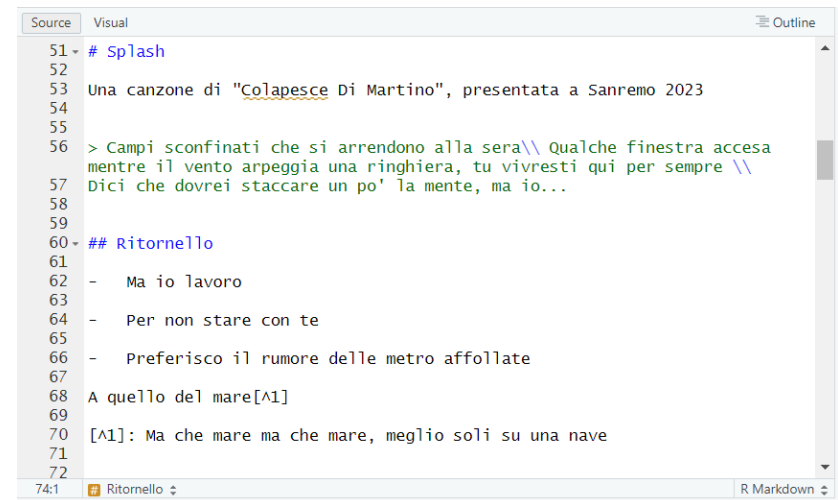 Source Visual Outline
51 # Splash
52
53 Una canzone di "Colapesce Di Martino", presentata a Sanremo 2023
54
55
56 > Campi sconfinati che si arrendono alla sera\\ Qualche finestra accesa
mentre il vento arpeggia una ringhiera, tu vivresti qui per sempre \\
57 Dici che dovrei staccare un po' la mente, ma io...
58
59
60 ## Ritornello
61
62 - Ma io lavoro
63
64 - Per non stare con te
65
66 - Preferisco il rumore delle metro affollate
67
68 A quello del mare[^1]
69
70 [^1]: Ma che mare ma che mare, meglio soli su una nave
71
72
74:1 # Ritornello R Markdown